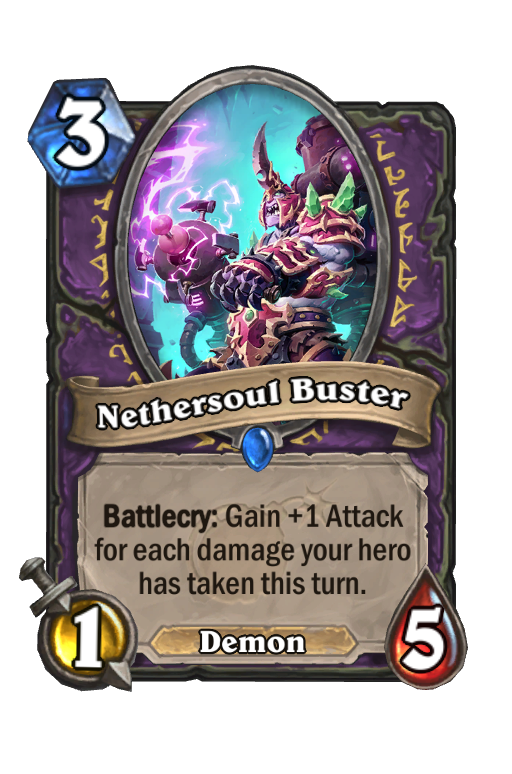 3
Nethersoul Buster
Battlecry: Gain +1 Attack
for each damage your hero
has taken this turn.
1
Demon
5